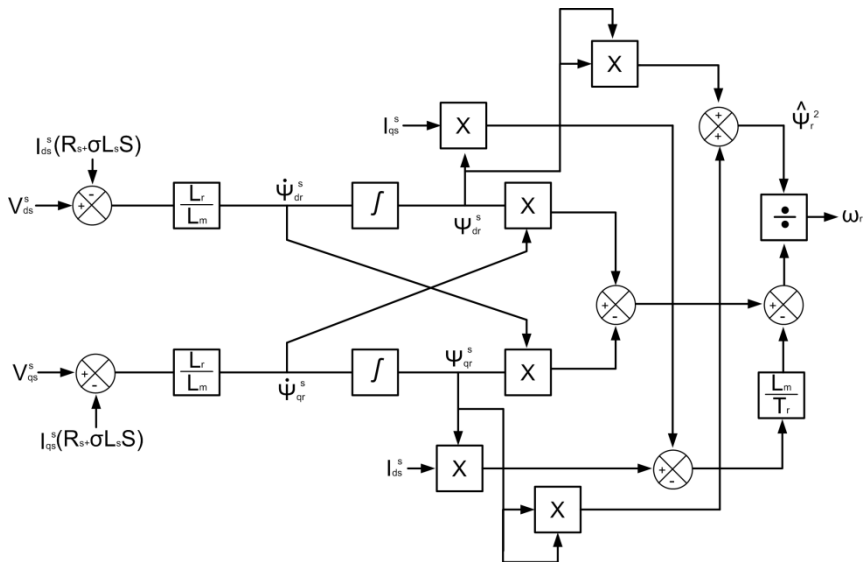 X
I_qs^s
X
+
+
Ψ̂_r^2
I_ds^s(R_s+σL_sS)
-
V_ds^s
+
L_r
L_m
Ψ̇_dr^s
∫
Ψ_dr^s
X
÷
ω_r
+
-
+
-
V_qs^s
+
-
L_r
L_m
Ψ̇_qr^s
∫
Ψ_qr^s
X
L_m
T_r
I_qs^s(R_s+σL_sS)
I_ds^s
X
+
-
X